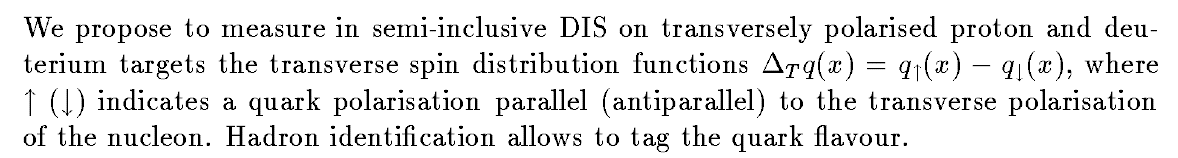 We propose to measure in semi-inclusive DIS on transversely polarised proton and deu-
terium targets the transverse spin distribution functions Δ_T q(x) = q_↑(x) − q_↓(x), where
↑ (↓) indicates a quark polarisation parallel (antiparallel) to the transverse polarisation
of the nucleon. Hadron identification allows to tag the quark flavour.